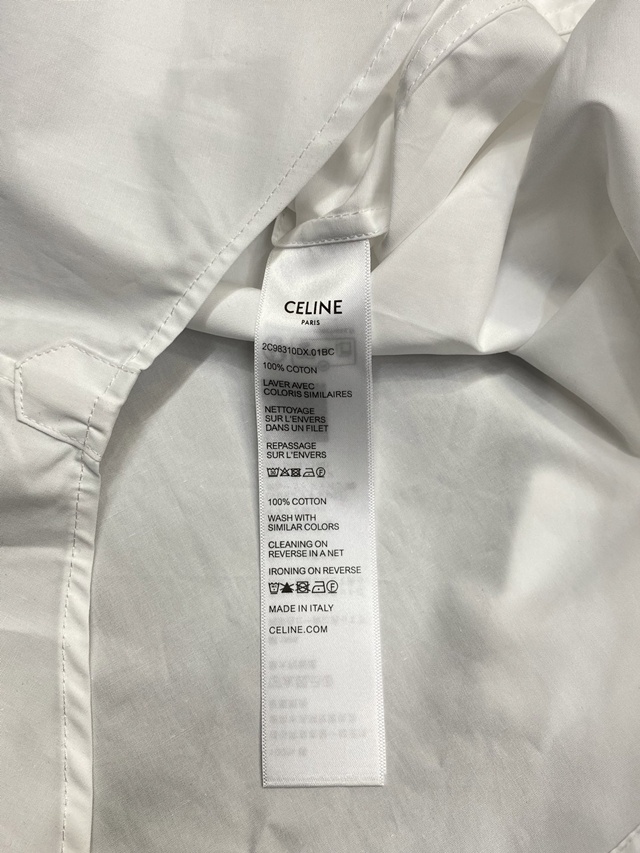 CELINE
PARIS
2C98310DX.01BC
100% COTON
LAVER AVEC
COLORIS SIMILAIRES
NETTOYAGE
SUR L'ENVERS
DANS UN FILET
REPASSAGE
SUR L'ENVERS
100% COTTON
WASH WITH
SIMILAR COLORS
CLEANING ON
REVERSE IN A NET
IRONING ON REVERSE
MADE IN ITALY
CELINE.COM